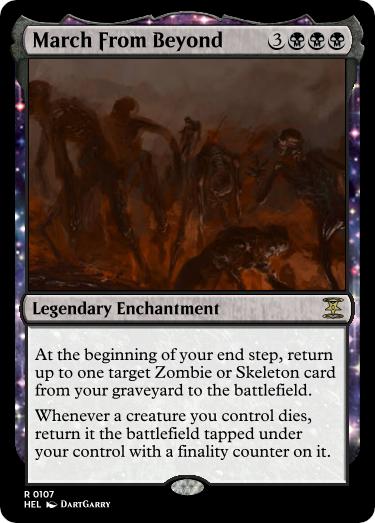 March From Beyond 3
Legendary Enchantment
At the beginning of your end step, return
up to one target Zombie or Skeleton card
from your graveyard to the battlefield.
Whenever a creature you control dies,
return it the battlefield tapped under
your control with a finality counter on it.
R 0107
HEL DartGarry